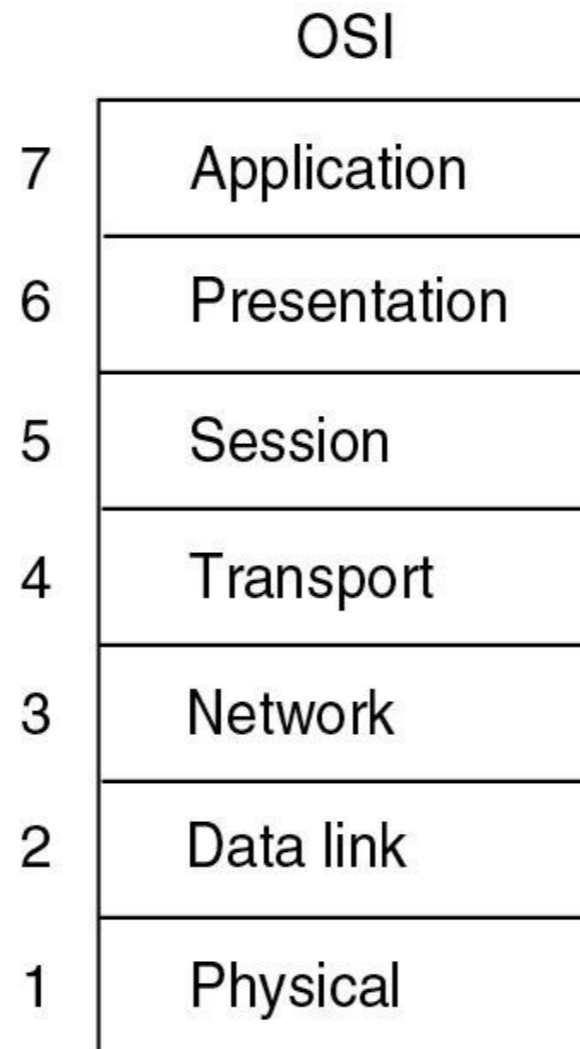 OSI
7 Application
6 Presentation
5 Session
4 Transport
3 Network
2 Data link
1 Physical